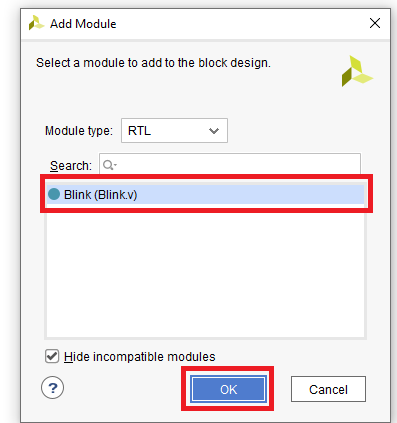 Add Module
Select a module to add to the block design.
Module type: RTL
Search:
Blink (Blink.v)
Hide incompatible modules
? OK Cancel